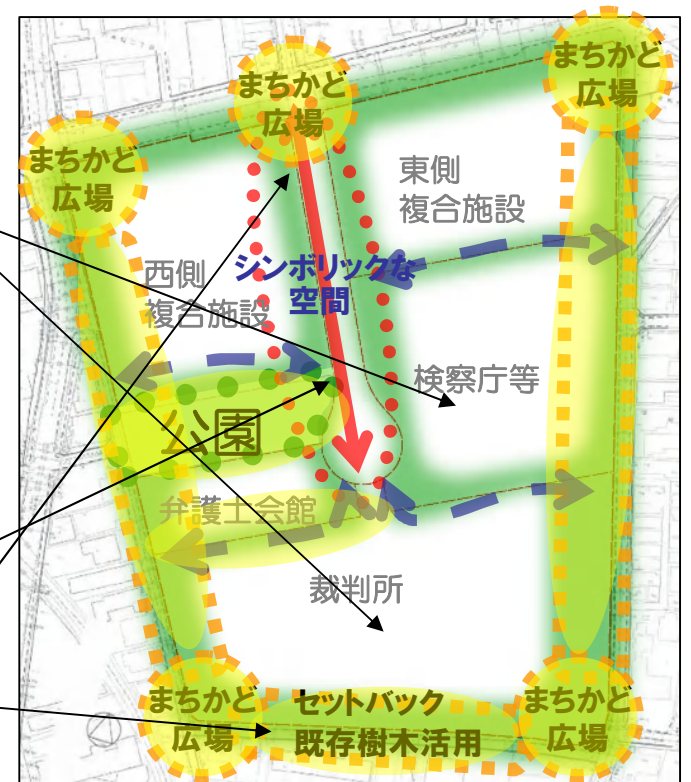 まちかど
広場
まちかど
広場
まちかど
広場
東側
複合施設
西側
複合施設
シンボリックな
空間
検察庁等
公園
弁護士会館
裁判所
まちかど
広場
セットバック
既存樹木活用
まちかど
広場